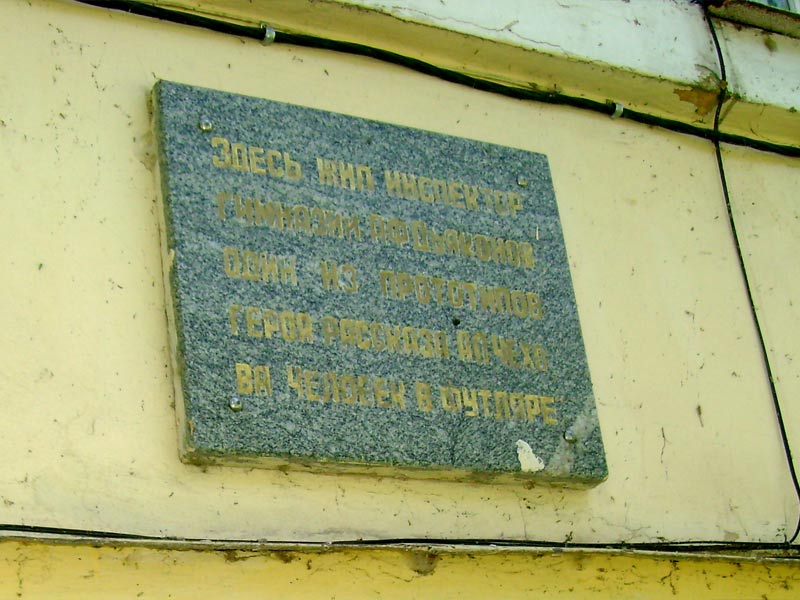 ЗДЕСЬ ЖИЛ ИНСПЕКТОР
ГИМНАЗИИ А.Ф.ДЬЯКОНОВ
ОДИН ИЗ ПРОТОТИПОВ
ГЕРОЯ РАССКАЗА А.П.ЧЕХО
ВА "ЧЕЛОВЕК В ФУТЛЯРЕ"